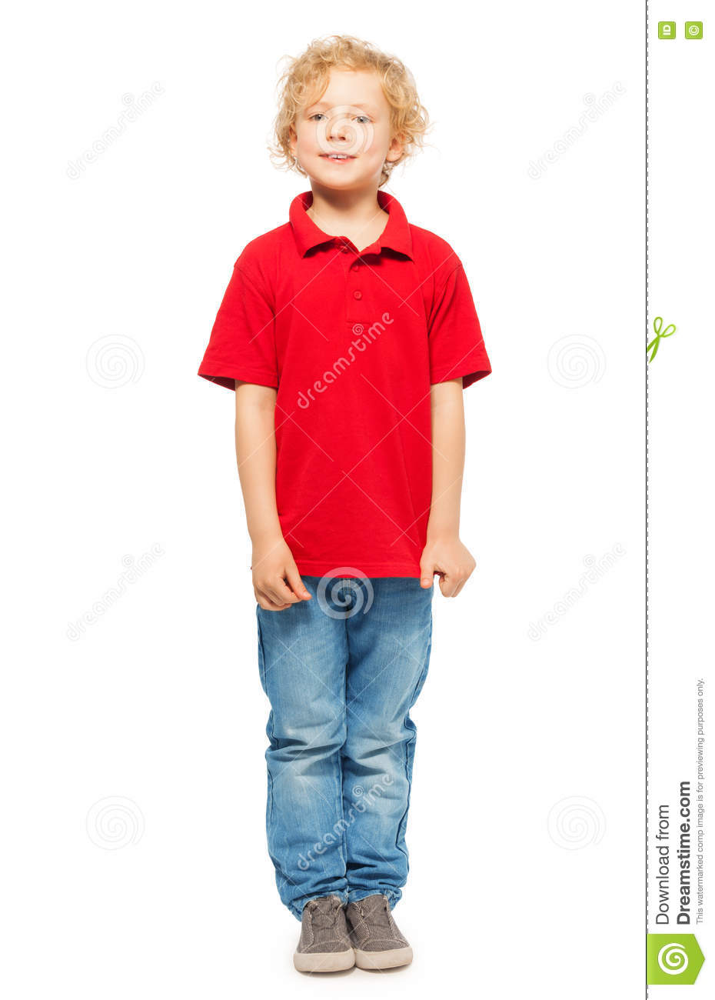 ID
©
dreamstime
dreamstime
dreamstime
dreamstime
dreamstime
dreamstime
Download from
Dreamstime.com
This watermarked comp image is for previewing purposes only.